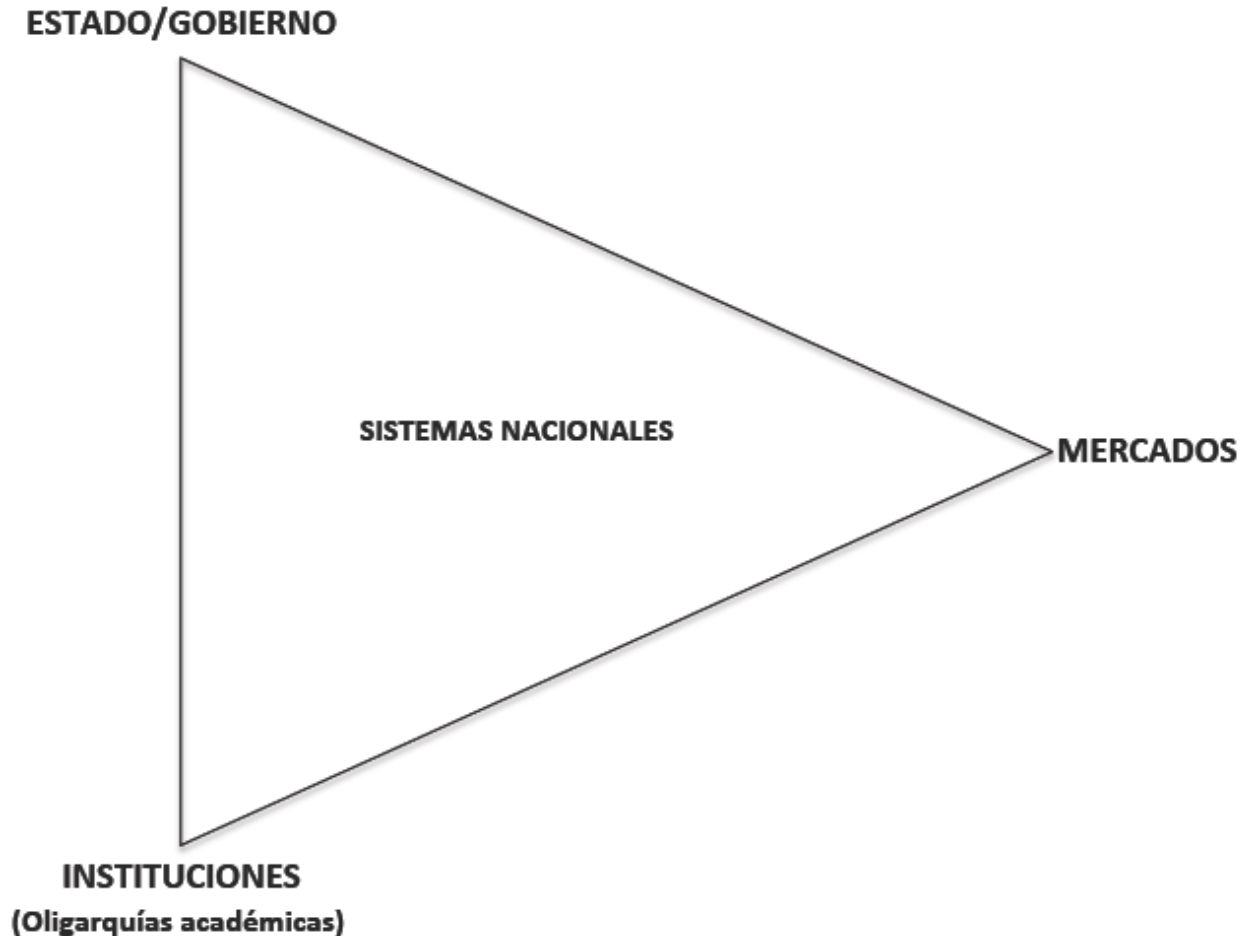 ESTADO/GOBIERNO
SISTEMAS NACIONALES
MERCADOS
INSTITUCIONES
(Oligarquías académicas)